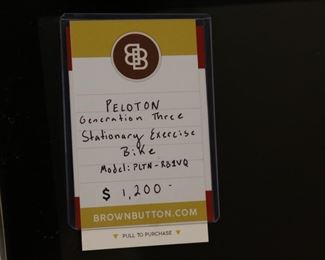 BB
PELOTON
Generation Three
Stationary Exercise
Bike
Model: PLTN-RB1VQ
$ 1,200-
BROWNBUTTON.COM
PULL TO PURCHASE